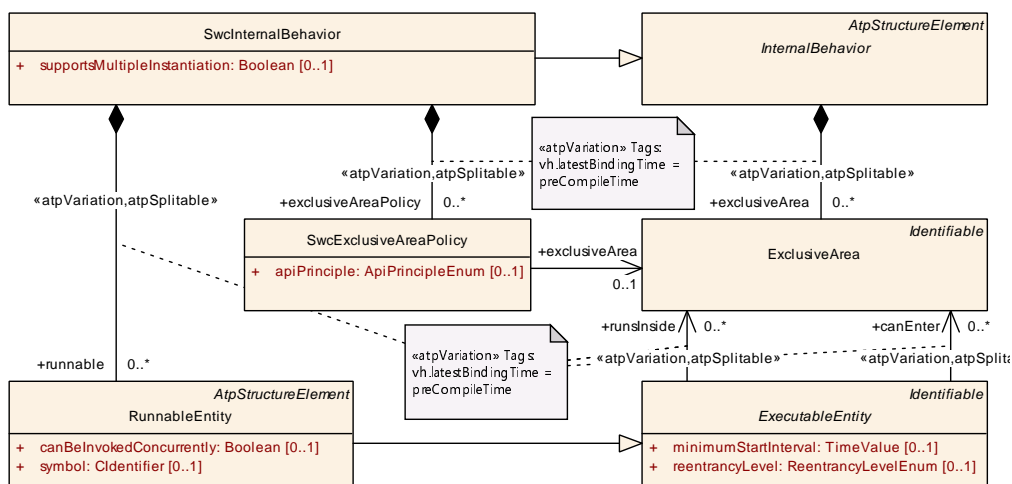 SwcInternalBehavior
+ supportsMultipleInstantiation: Boolean [0..1]
AtpStructureElement
InternalBehavior
«atpVariation» Tags:
vh.latestBindingTime =
preCompileTime
«atpVariation,atpSplitable»
«atpVariation,atpSplitable»
«atpVariation,atpSplitable»
+exclusiveAreaPolicy 0..*
+exclusiveArea 0..*
SwcExclusiveAreaPolicy
+ apiPrinciple: ApiPrincipleEnum [0..1]
+exclusiveArea
0..1
Identifiable
ExclusiveArea
«atpVariation» Tags:
vh.latestBindingTime =
preCompileTime
+runsInside 0..*
+canEnter 0..*
«atpVariation,atpSplitable»
«atpVariation,atpSplita
+runnable 0..*
AtpStructureElement
RunnableEntity
+ canBeInvokedConcurrently: Boolean [0..1]
+ symbol: CIdentifier [0..1]
Identifiable
ExecutableEntity
+ minimumStartInterval: TimeValue [0..1]
+ reentrancyLevel: ReentrancyLevelEnum [0..1]